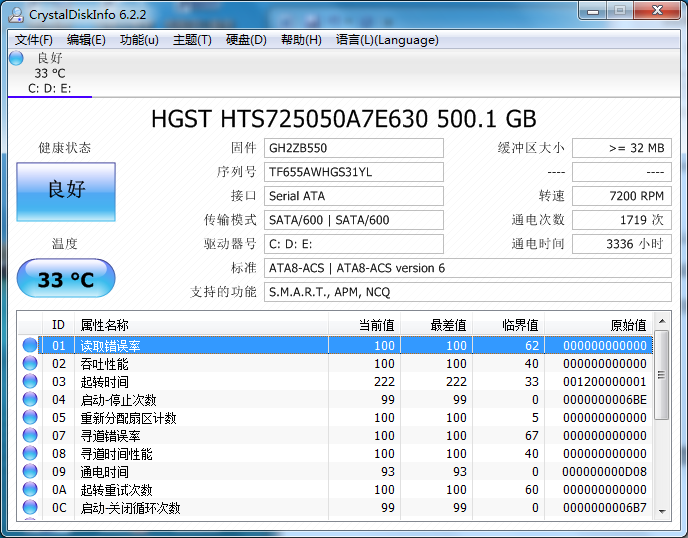 CrystalDiskInfo 6.2.2
文件(F) 编辑(E) 功能(u) 主题(T) 硬盘(D) 帮助(H) 语言(L)(Language)
良好
33 °C
C: D: E:
HGST HTS725050A7E630 500.1 GB
健康状态
良好
温度
33 °C
固件 GH2ZB550 缓冲区大小 >= 32 MB
序列号 TF655AWHGS31YL ---- ----
接口 Serial ATA 转速 7200 RPM
传输模式 SATA/600 | SATA/600 通电次数 1719 次
驱动器号 C: D: E: 通电时间 3336 小时
标准 ATA8-ACS | ATA8-ACS version 6
支持的功能 S.M.A.R.T., APM, NCQ
ID 属性名称 当前值 最差值 临界值 原始值
01 读取错误率 100 100 62 000000000000
02 吞吐性能 100 100 40 000000000000
03 起转时间 222 222 33 001200000001
04 启动-停止次数 99 99 0 0000000006BE
05 重新分配扇区计数 100 100 5 000000000000
07 寻道错误率 100 100 67 000000000000
08 寻道时间性能 100 100 40 000000000000
09 通电时间 93 93 0 000000000D08
0A 起转重试次数 100 100 60 000000000000
0C 启动-关闭循环次数 99 99 0 0000000006B7